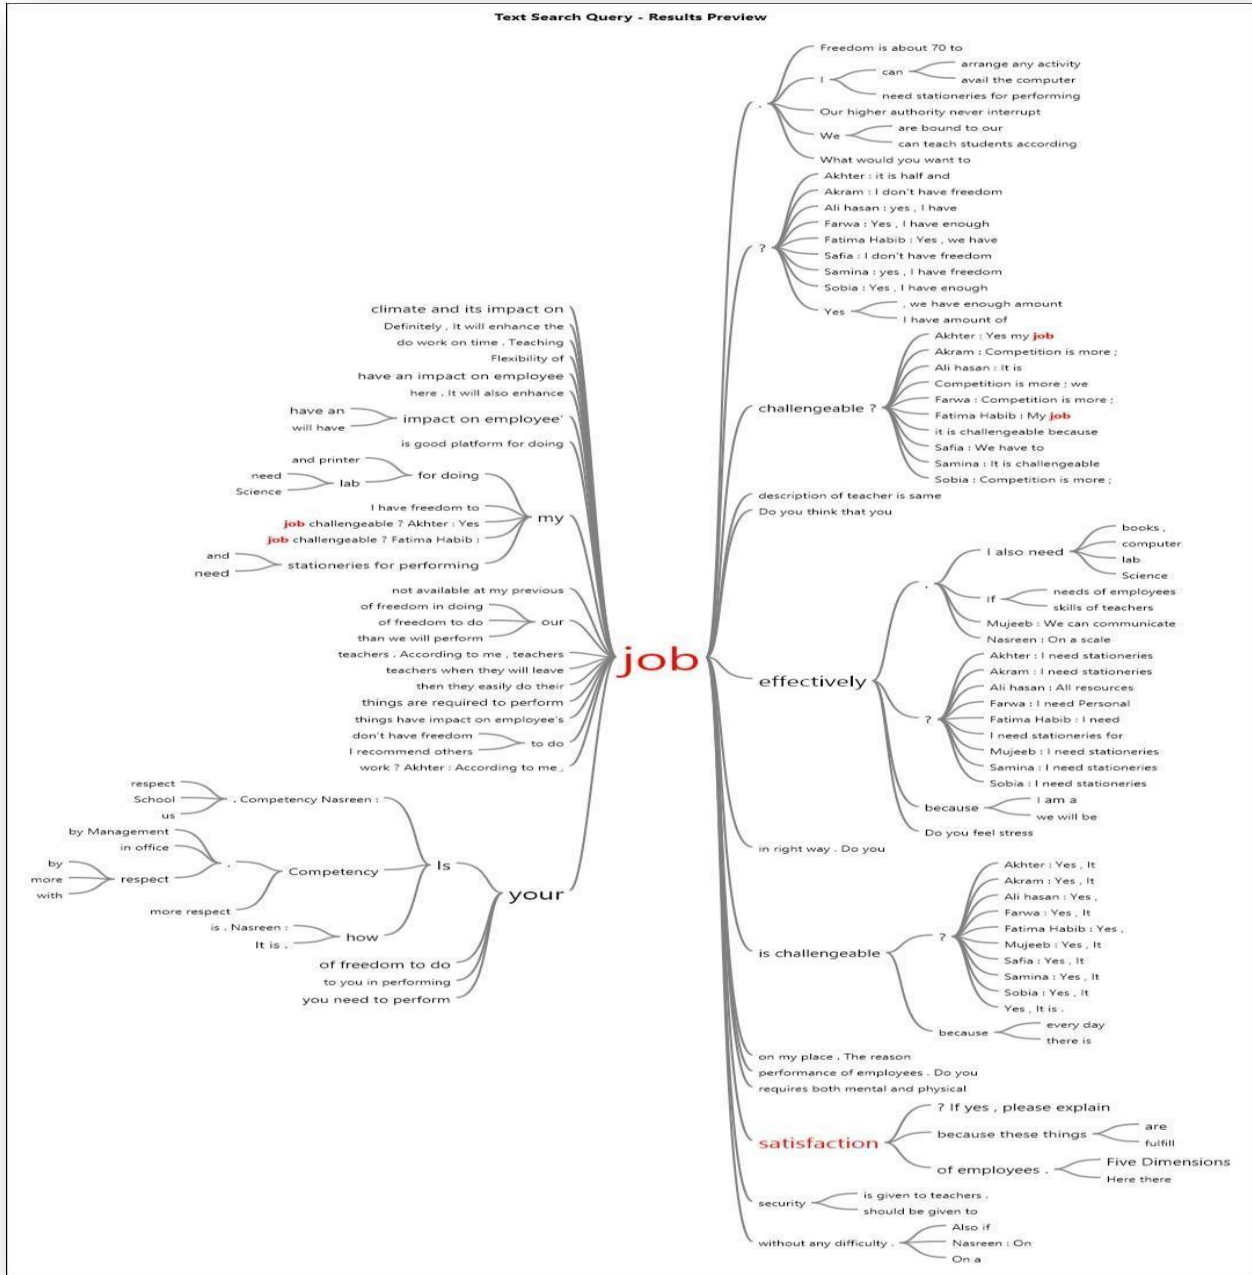 Text Search Query - Results Preview
climate and its impact on
Definitely , It will enhance the
do work on time . Teaching
Flexibility of
have an impact on employee
here . It will also enhance
have an
will have
impact on employee'
is good platform for doing
and printer
need
Science
lab
for doing
I have freedom to
job challengeable ? Akhter : Yes
job challengeable ? Fatima Habib :
and
need
stationeries for performing
my
not available at my previous
of freedom in doing
of freedom to do
than we will perform
our
teachers . According to me , teachers
teachers when they will leave
then they easily do their
things are required to perform
things have impact on employee's
don't have freedom
I recommend others
to do
work ? Akhter : According to me ,
respect
School
us
. Competency Nasreen :
by Management
in office
by
more
with
respect
.
more respect
Competency
is . Nasreen :
It is .
how
Is
of freedom to do
to you in performing
you need to perform
your
job
.
Freedom is about 70 to
I
can
arrange any activity
avail the computer
need stationeries for performing
Our higher authority never interrupt
We
are bound to our
can teach students according
What would you want to
?
Akhter : it is half and
Akram : I don't have freedom
Ali hasan : yes , I have
Farwa : Yes , I have enough
Fatima Habib : Yes , we have
Safia : I don't have freedom
Samina : yes , I have freedom
Sobia : Yes , I have enough
Yes
, we have enough amount
I have amount of
challengeable ?
Akhter : Yes my job
Akram : Competition is more ;
Ali hasan : It is
Competition is more ; we
Farwa : Competition is more ;
Fatima Habib : My job
it is challengeable because
Safia : We have to
Samina : It is challengeable
Sobia : Competition is more ;
description of teacher is same
Do you think that you
effectively
.
I also need
books ,
computer
lab
Science
If
needs of employees
skills of teachers
Mujeeb : We can communicate
Nasreen : On a scale
?
Akhter : I need stationeries
Akram : I need stationeries
Ali hasan : All resources
Farwa : I need Personal
Fatima Habib : I need
I need stationeries for
Mujeeb : I need stationeries
Samina : I need stationeries
Sobia : I need stationeries
because
I am a
we will be
Do you feel stress
in right way . Do you
is challengeable
?
Akhter : Yes , It
Akram : Yes , It
Ali hasan : Yes ,
Farwa : Yes , It
Fatima Habib : Yes ,
Mujeeb : Yes , It
Safia : Yes , It
Samina : Yes , It
Sobia : Yes , It
Yes , It is .
because
every day
there is
on my place . The reason
performance of employees . Do you
requires both mental and physical
satisfaction
? If yes , please explain
because these things
are
fulfill
of employees .
Five Dimensions
Here there
security
is given to teachers .
should be given to
without any difficulty .
Also if
Nasreen : On
On a